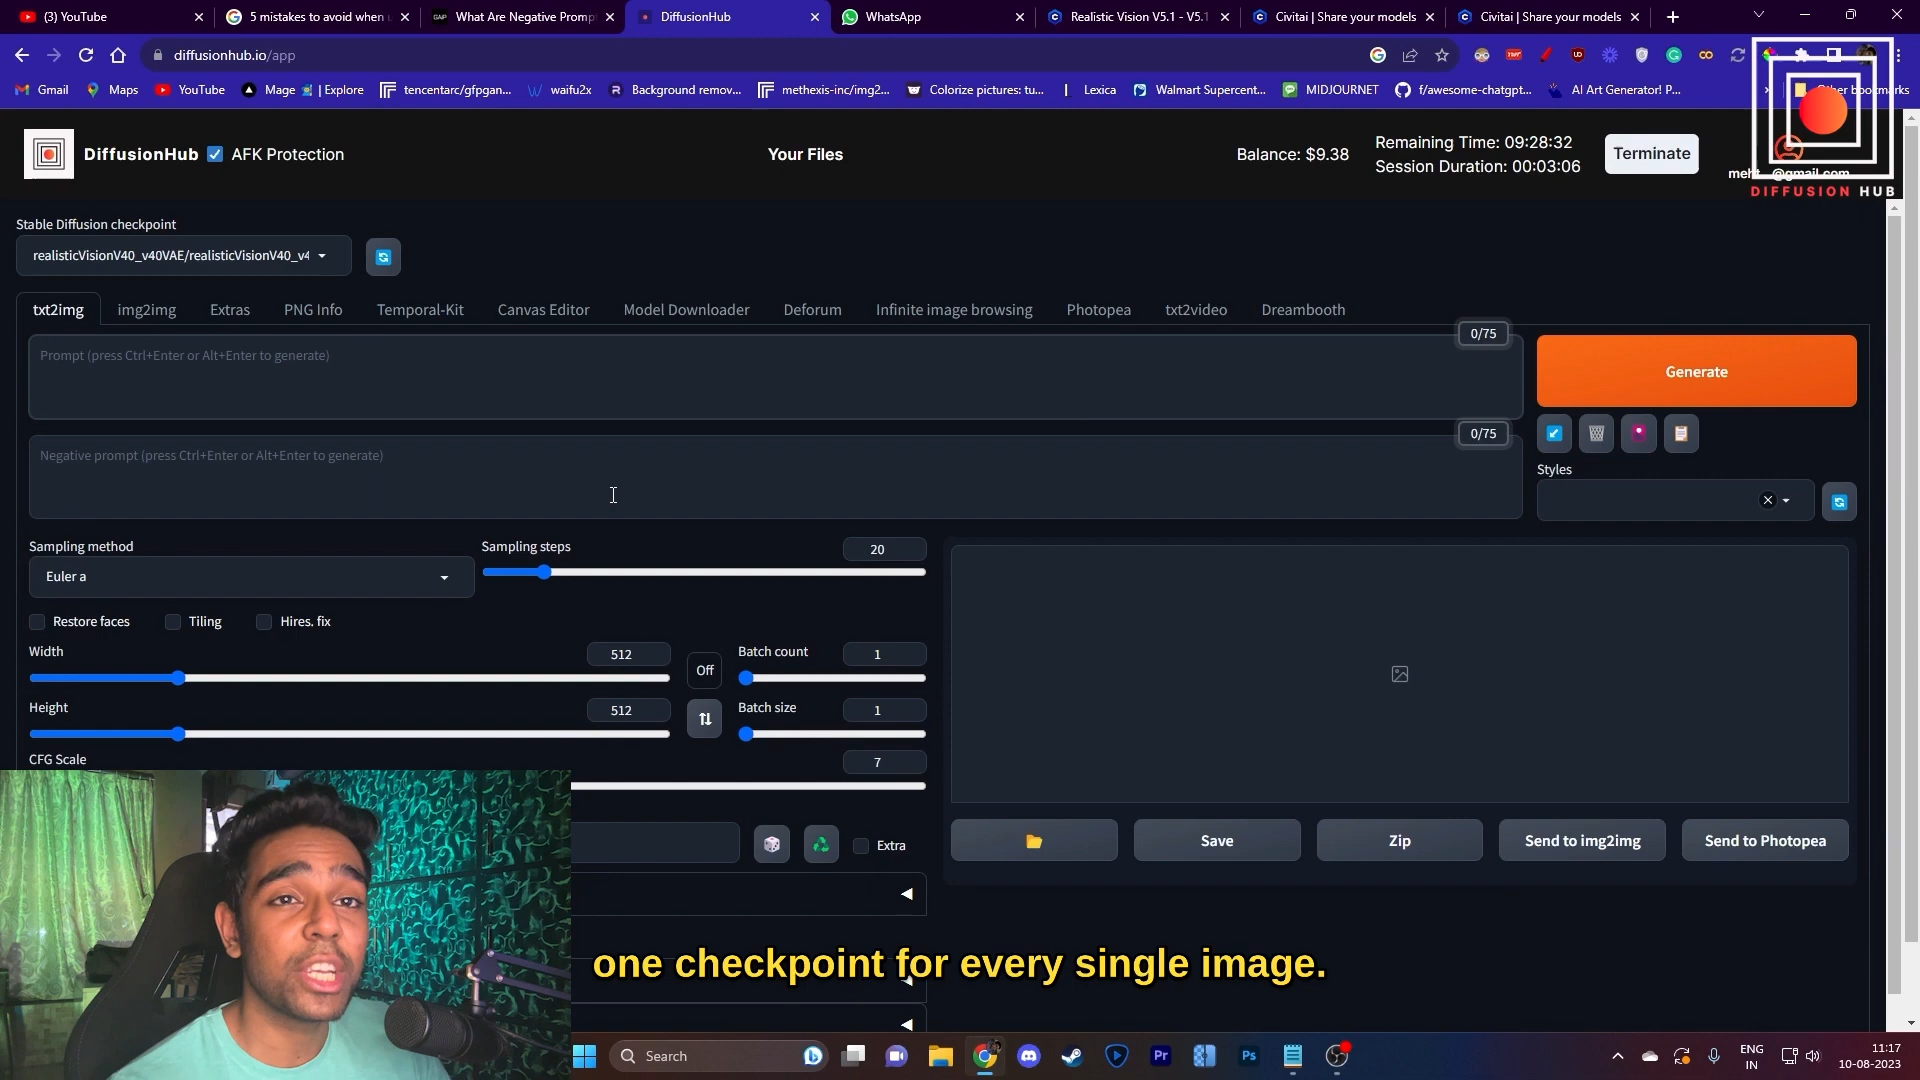 (3) YouTube
5 mistakes to avoid when u
GAIP
What Are Negative Promp
DiffusionHub
WhatsApp
Realistic Vision V5.1 - V5.1
Civitai | Share your models
Civitai | Share your models
diffusionhub.io/app
Gmail
Maps
YouTube
Mage | Explore
tencentarc/gfpgan...
waifu2x
Background remov...
methexis-inc/img2...
Colorize pictures: tu...
Lexica
Walmart Supercent...
MIDJOURNET
f/awesome-chatgpt...
AI Art Generator! P...
Other bookmarks
DiffusionHub
AFK Protection
Your Files
Balance: $9.38
Remaining Time: 09:28:32
Session Duration: 00:03:06
Terminate
@gmail.com
DIFFUSION HUB
Stable Diffusion checkpoint
realisticVisionV40_v40VAE/realisticVisionV40_v4
txt2img
img2img
Extras
PNG Info
Temporal-Kit
Canvas Editor
Model Downloader
Deforum
Infinite image browsing
Photopea
txt2video
Dreambooth
0/75
Prompt (press Ctrl+Enter or Alt+Enter to generate)
Generate
0/75
Negative prompt (press Ctrl+Enter or Alt+Enter to generate)
Styles
Sampling method
Euler a
Sampling steps
20
Restore faces
Tiling
Hires. fix
Width
512
Off
Batch count
1
Height
512
Batch size
1
CFG Scale
7
Extra
Save
Zip
Send to img2img
Send to Photopea
one checkpoint for every single image.
Search
Pr
Ps
ENG
IN
11:17
10-08-2023